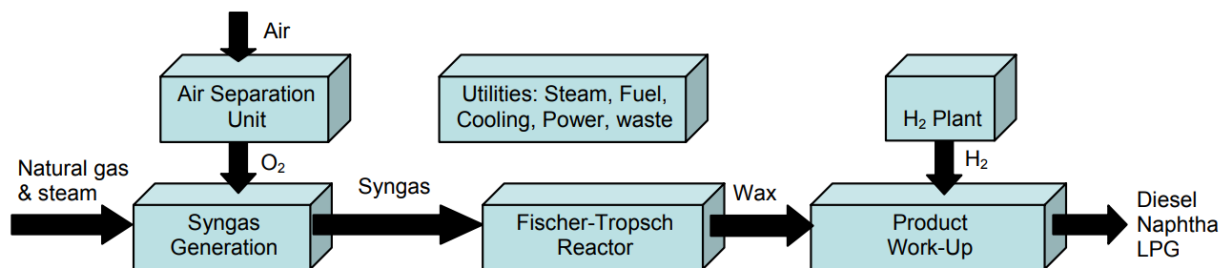 Air
Air Separation
Unit
Utilities: Steam, Fuel,
Cooling, Power, waste
H₂ Plant
Natural gas
& steam
O₂
Syngas
H₂
Wax
Syngas
Generation
Fischer-Tropsch
Reactor
Product
Work-Up
Diesel
Naphtha
LPG